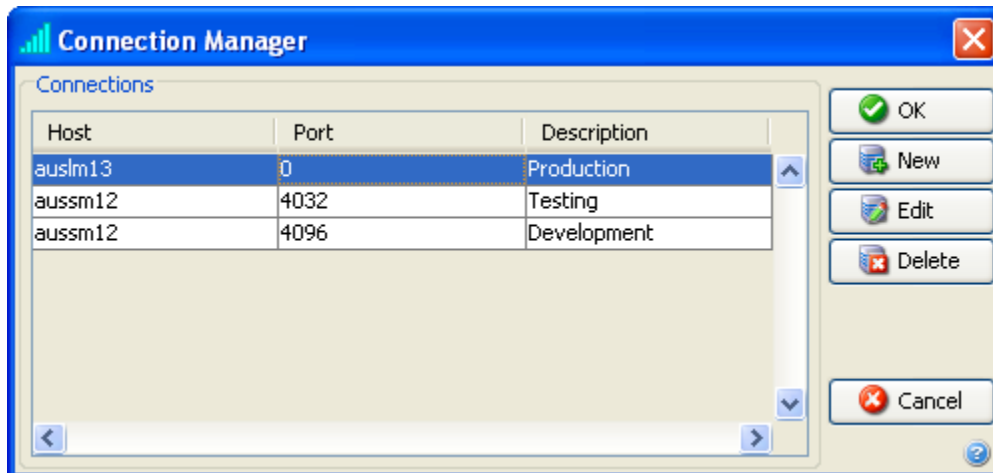 Connection Manager
Connections
Host Port Description
auslm13 0 Production
aussm12 4032 Testing
aussm12 4096 Development
OK
New
Edit
Delete
Cancel
?